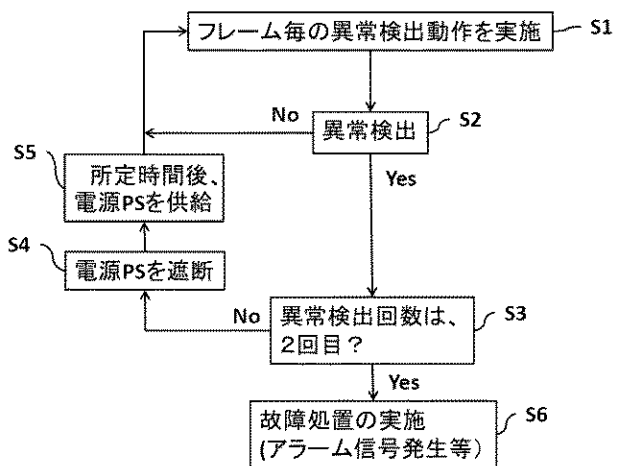 フレーム毎の異常検出動作を実施
S1
No
異常検出
S2
S5
所定時間後、
電源PSを供給
Yes
S4
電源PSを遮断
No
異常検出回数は、
2回目?
S3
Yes
故障処置の実施
(アラーム信号発生等)
S6